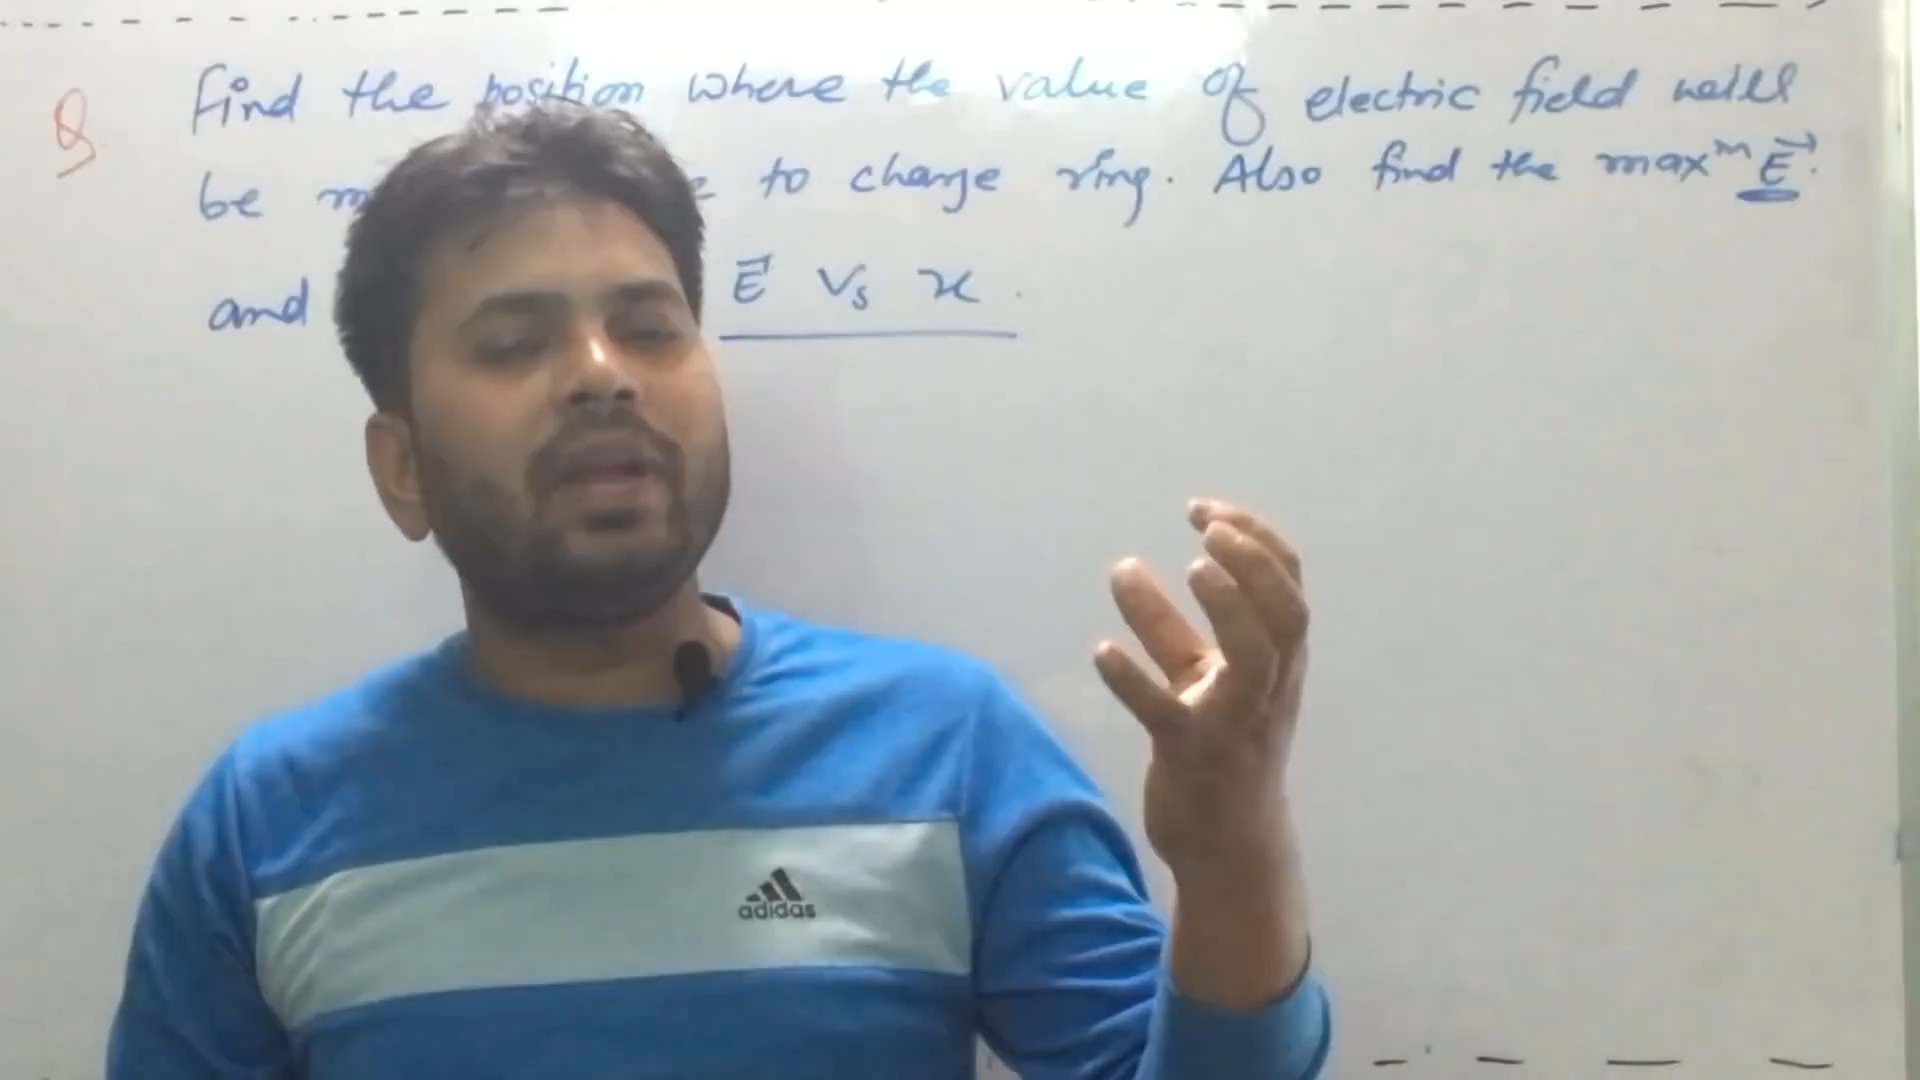 Q. Find the position where the value of electric field will
be to charge ring. Also find the max^m E⃗.
and E⃗ Vs x.
adidas